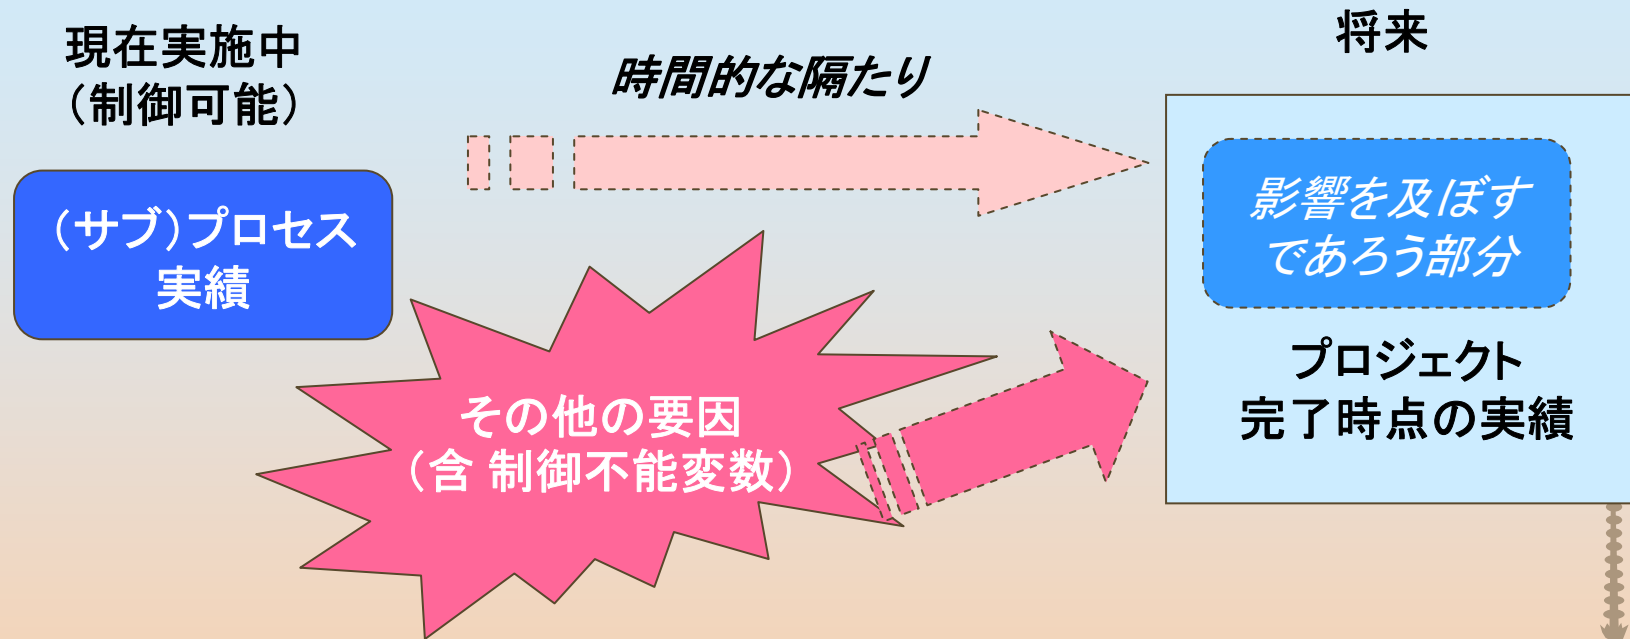 現在実施中
（制御可能）
時間的な隔たり
将来
（サブ）プロセス
実績
影響を及ぼす
であろう部分
プロジェクト
完了時点の実績
その他の要因
（含 制御不能変数）